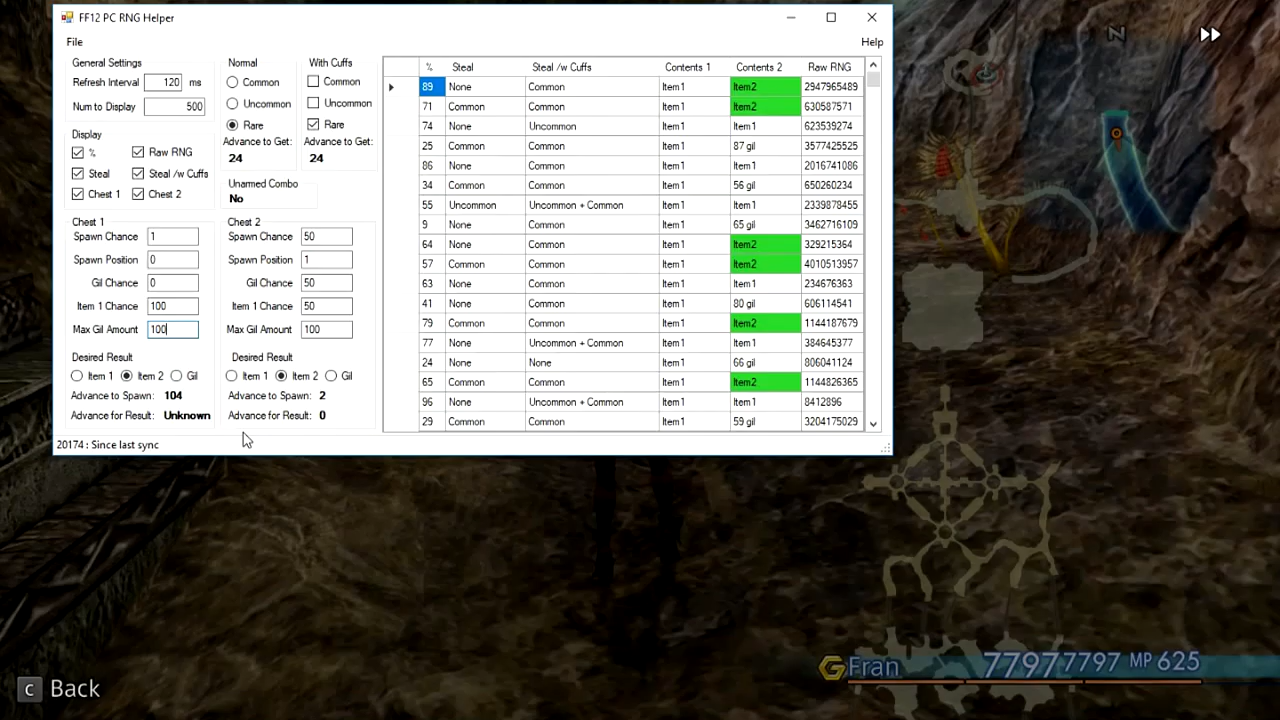 FF12 PC RNG Helper
File
Help
General Settings
Refresh Interval 120 ms
Num to Display 500
Display
%
Raw RNG
Steal
Steal /w Cuffs
Chest 1
Chest 2
Normal
Common
Uncommon
Rare
Advance to Get:
24
With Cuffs
Common
Uncommon
Rare
Advance to Get:
24
Unarmed Combo
No
Chest 1
Spawn Chance 1
Spawn Position 0
Gil Chance 0
Item 1 Chance 100
Max Gil Amount 100
Desired Result
Item 1 Item 2 Gil
Advance to Spawn: 104
Advance for Result: Unknown
Chest 2
Spawn Chance 50
Spawn Position 1
Gil Chance 50
Item 1 Chance 50
Max Gil Amount 100
Desired Result
Item 1 Item 2 Gil
Advance to Spawn: 2
Advance for Result: 0
20174 : Since last sync
% Steal Steal /w Cuffs Contents 1 Contents 2 Raw RNG
89 None Common Item1 Item2 2947965489
71 Common Common Item1 Item2 630587571
74 None Uncommon Item1 Item1 623539274
25 Common Common Item1 87 gil 3577425525
86 None Common Item1 Item1 2016741086
34 Common Common Item1 56 gil 650260234
55 Uncommon Uncommon + Common Item1 Item1 2339878455
9 None Common Item1 65 gil 3462716109
64 None Common Item1 Item2 329215364
57 Common Common Item1 Item2 4010513957
63 None Common Item1 Item1 234676363
41 None Common Item1 80 gil 606114541
79 Common Common Item1 Item2 1144187679
77 None Uncommon + Common Item1 Item1 384645377
24 None None Item1 66 gil 806041124
65 Common Common Item1 Item2 1144826365
96 None Uncommon + Common Item1 Item1 8412896
29 Common Common Item1 59 gil 3204175029
N
G Fran 7797 7797 MP 625
C Back